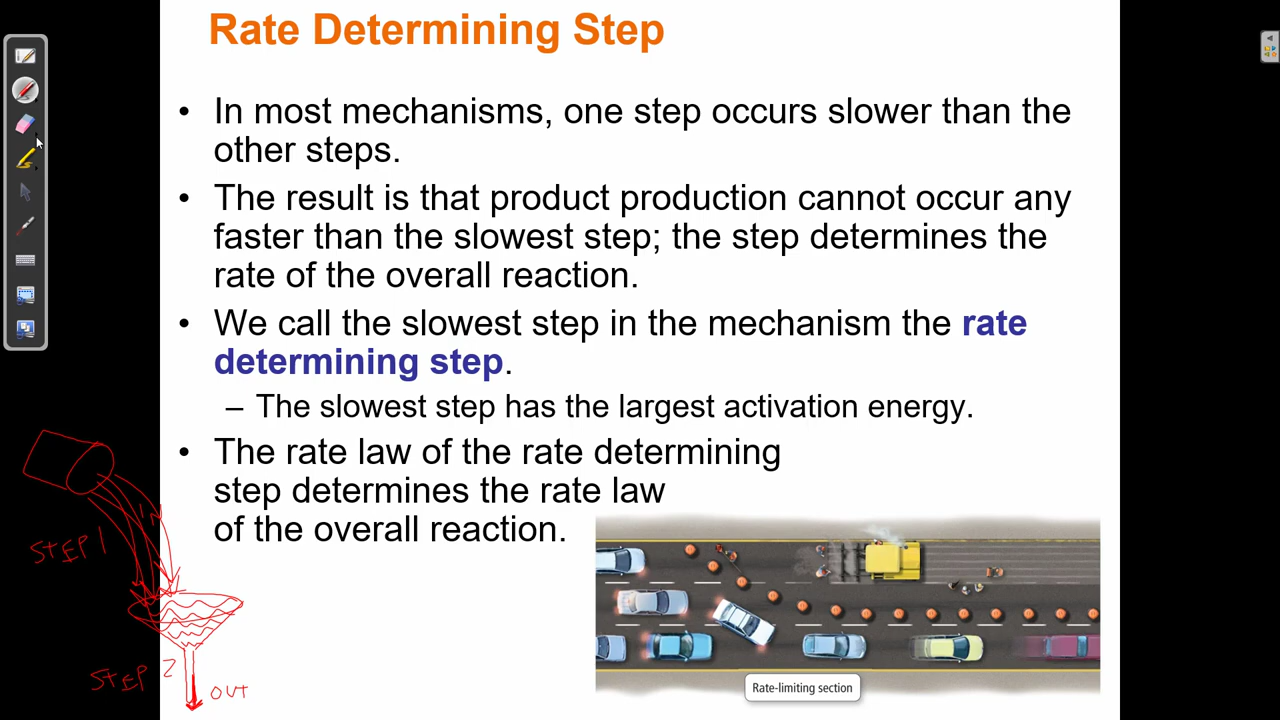 Rate Determining Step
• In most mechanisms, one step occurs slower than the
other steps.
• The result is that product production cannot occur any
faster than the slowest step; the step determines the
rate of the overall reaction.
• We call the slowest step in the mechanism the rate
determining step.
– The slowest step has the largest activation energy.
• The rate law of the rate determining
step determines the rate law
of the overall reaction.
IN
STEP 1
STEP 2
OUT
Rate-limiting section